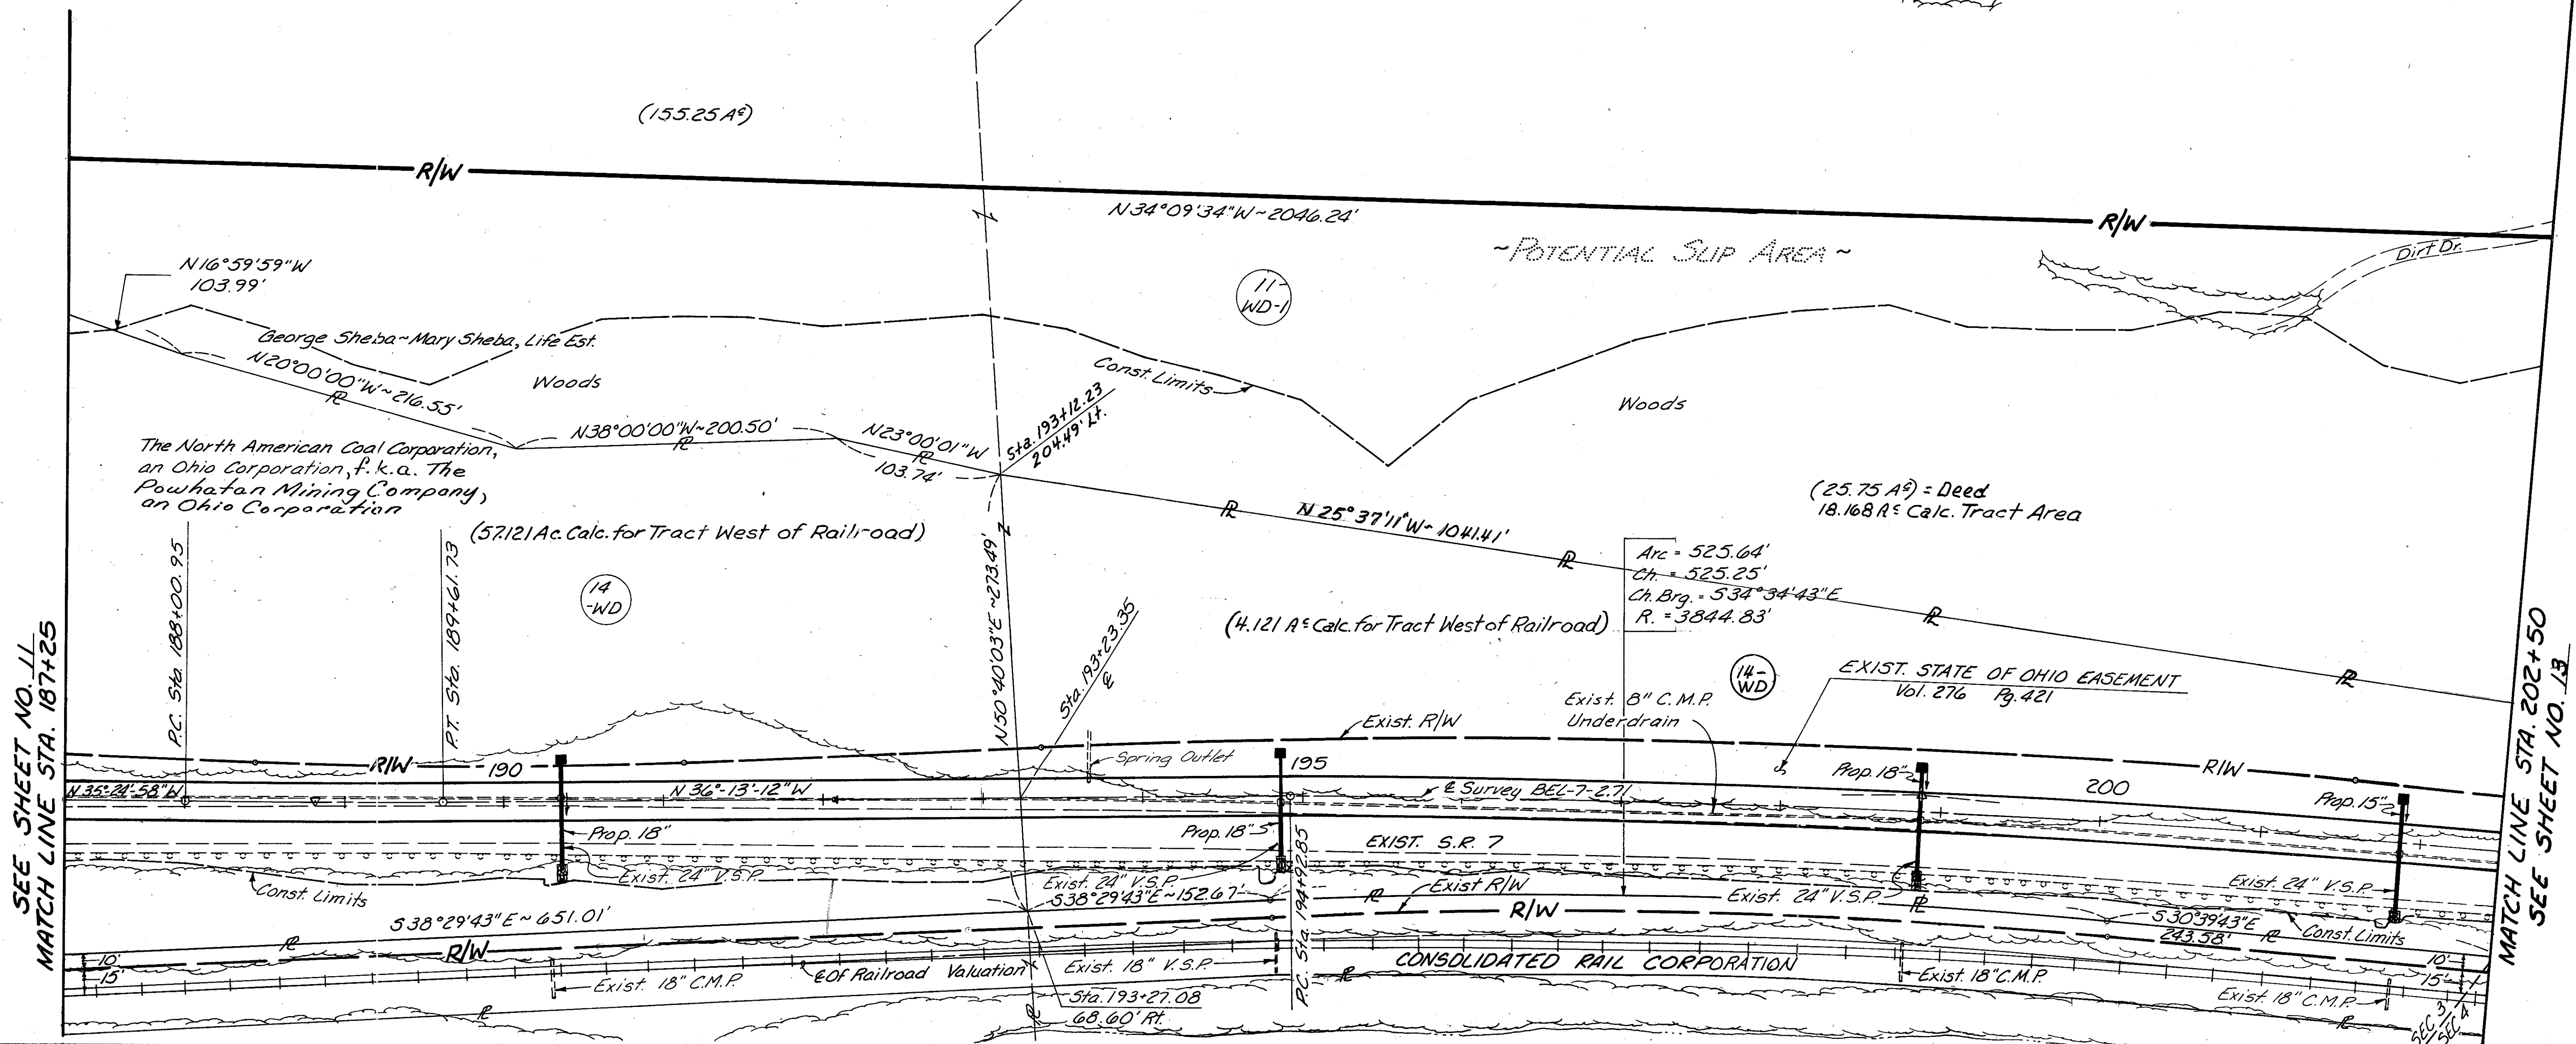 (155.25 Ac)
R/W
N34°09'34"W~2046.24'
R/W
~POTENTIAL SLIP AREA~
Dirt Dr.
N16°59'59"W
103.99'
11-
WD-1
George Sheba~Mary Sheba, Life Est.
N20°00'00"W~216.55'
Woods
Const. Limits
Sta. 193+12.23
204.49' Lt.
Woods
N38°00'00"W~200.50'
N23°00'01"W
103.74'
The North American Coal Corporation,
an Ohio Corporation, f.k.a. The
Powhatan Mining Company,
an Ohio Corporation
(57.121 Ac. Calc. for Tract West of Railroad)
(25.75 Ac) = Deed
18.168 Ac Calc. Tract Area
N 25°37'11"W~1041.41'
P.C. Sta. 188+00.95
P.T. Sta. 189+61.73
14
-WD
N50°40'03"E~273.49'
Sta. 193+23.35
Arc = 525.64'
Ch. = 525.25'
Ch. Brg. = S34°34'43"E
R. = 3844.83'
(4.121 Ac Calc. for Tract West of Railroad)
14-
WD
EXIST. STATE OF OHIO EASEMENT
Vol. 276 Pg. 421
Exist. 8" C.M.P.
Underdrain
Exist. R/W
SEE SHEET NO. 11
MATCH LINE STA. 187+25
MATCH LINE STA. 202+50
SEE SHEET NO. 13
R/W
190
Spring Outlet
195
Prop. 18"
200
R/W
N 35°-24'-58"W
N 36°-13'-12"W
℄ Survey BEL-7-2.71
Prop. 15"
Prop. 18"
Prop. 18"
EXIST. S.R. 7
Const. Limits
Exist. 24" V.S.P.
Exist. 24" V.S.P.
S38°29'43"E~152.67'
P.C. Sta. 194+92.85
Exist R/W
Exist. 24" V.S.P.
Exist. 24" V.S.P.
S38°29'43"E~651.01'
R/W
S30°39'43"E
243.58'
Const. Limits
R/W
10'
15'
Exist. 18" C.M.P.
℄ Of Railroad Valuation
Exist. 18" V.S.P.
CONSOLIDATED RAIL CORPORATION
Exist. 18" C.M.P.
10'
15'
Exist. 18" C.M.P.
Sta. 193+27.08
68.60' Rt.
SEC 3
SEC 4